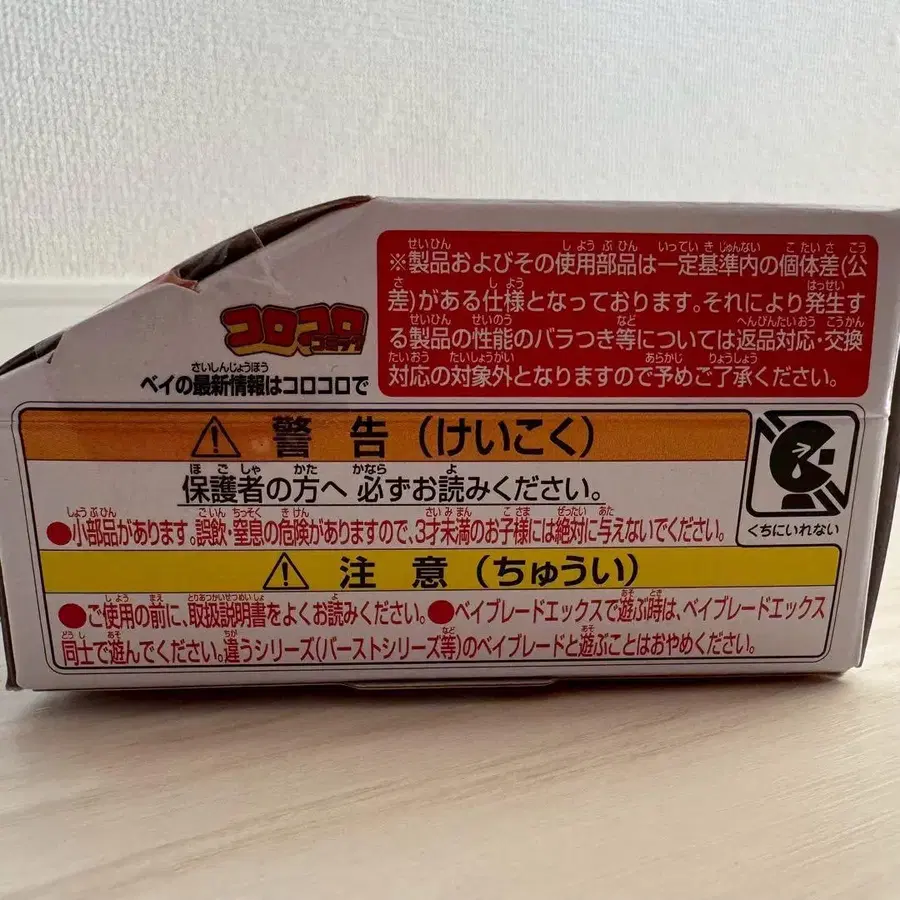 ※製品およびその使用部品は一定基準内の個体差(公
差)がある仕様となっております。それにより発生す
る製品の性能のバラつき等については返品対応・交換
対応の対象外となりますので予めご了承ください。
コロコロ
コミック
ベイの最新情報はコロコロで
警告(けいこく)
保護者の方へ 必ずお読みください。
●小部品があります。誤飲・窒息の危険がありますので、3才未満のお子様には絶対に与えないでください。
くちにいれない
注意(ちゅうい)
●ご使用の前に、取扱説明書をよくお読みください。●ベイブレードエックスで遊ぶ時は、ベイブレードエックス
同士で遊んでください。違うシリーズ(バーストシリーズ等)のベイブレードと遊ぶことはおやめください。